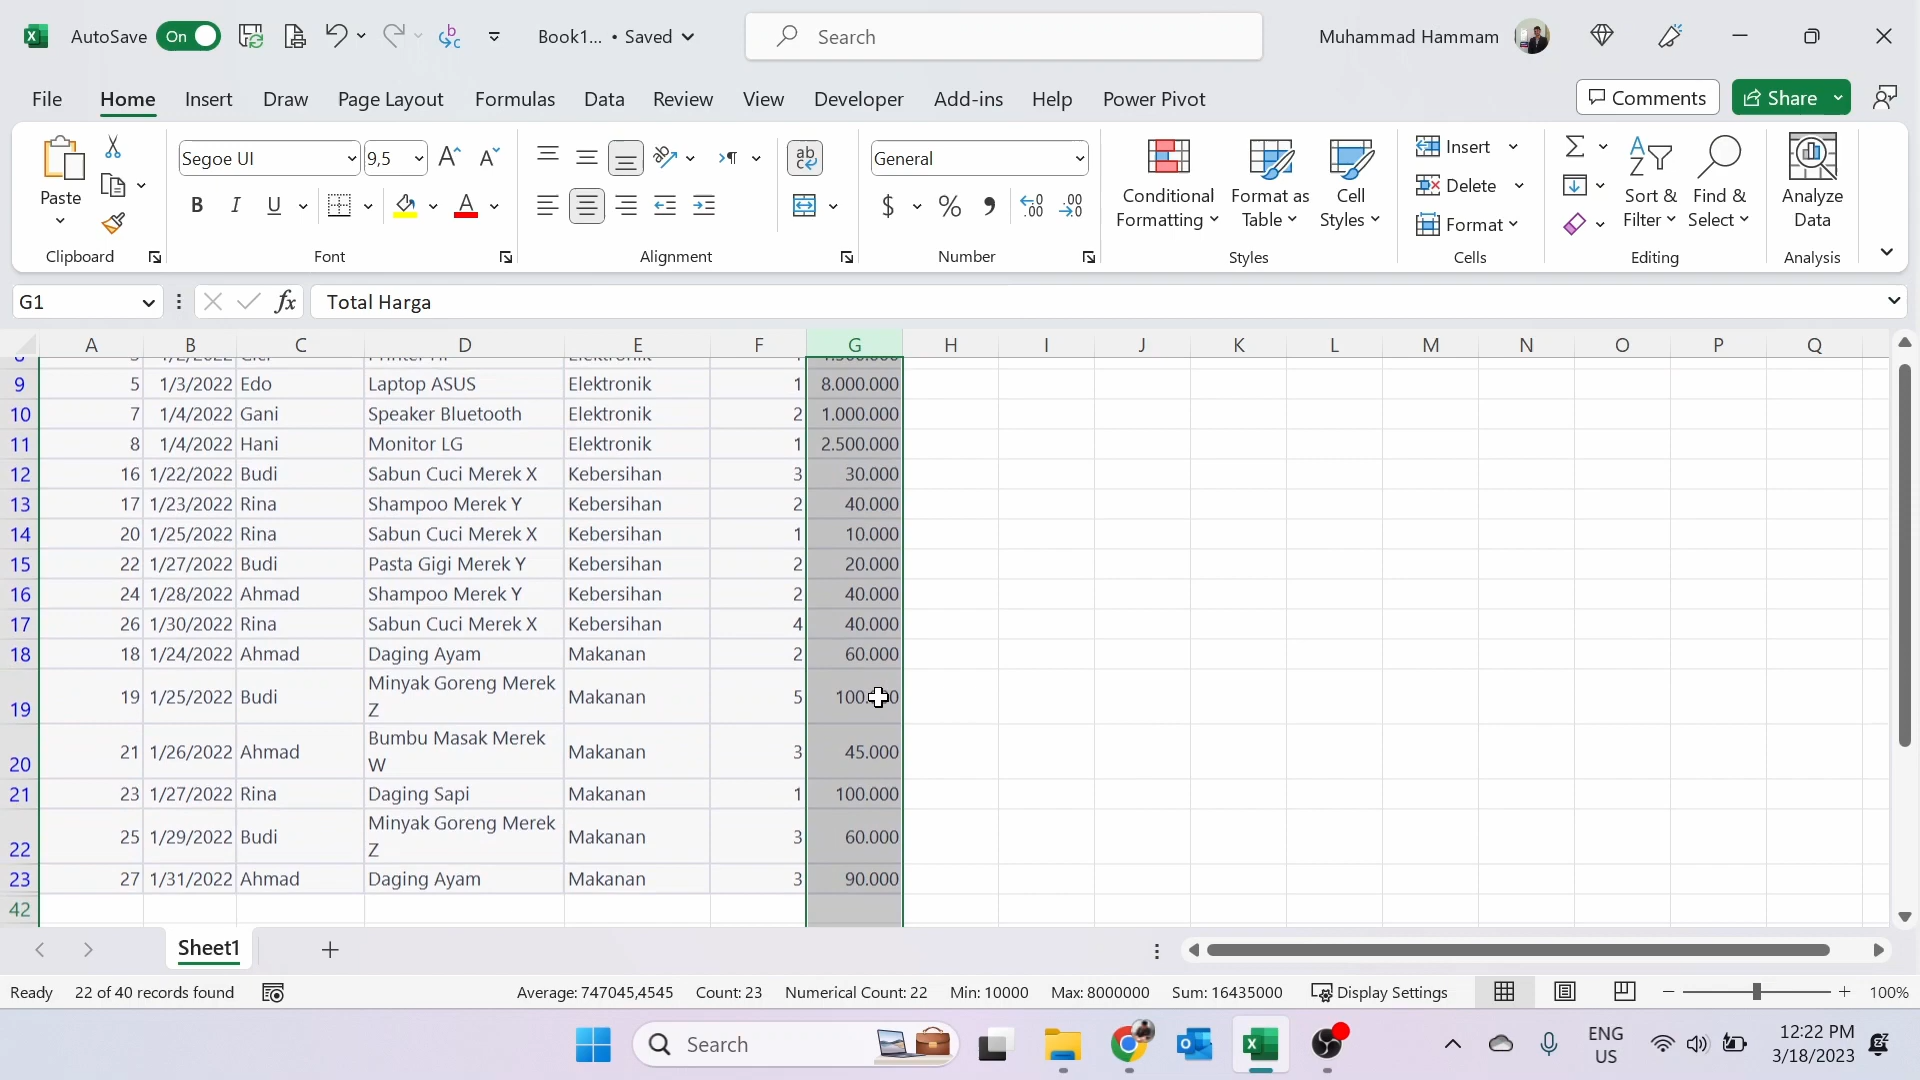 AutoSave On Book1... • Saved Search Muhammad Hammam
File Home Insert Draw Page Layout Formulas Data Review View Developer Add-ins Help Power Pivot Comments Share
Paste
Segoe UI 9,5
B I U A
ab
General
$ % 9
Conditional Formatting
Format as Table
Cell Styles
Insert
Delete
Format
Sort & Filter
Find & Select
Analyze Data
Clipboard Font Alignment Number Styles Cells Editing Analysis
G1 fx Total Harga
A B C D E F G H I J K L M N O P Q
9 5 1/3/2022 Edo Laptop ASUS Elektronik 1 8.000.000
10 7 1/4/2022 Gani Speaker Bluetooth Elektronik 2 1.000.000
11 8 1/4/2022 Hani Monitor LG Elektronik 1 2.500.000
12 16 1/22/2022 Budi Sabun Cuci Merek X Kebersihan 3 30.000
13 17 1/23/2022 Rina Shampoo Merek Y Kebersihan 2 40.000
14 20 1/25/2022 Rina Sabun Cuci Merek X Kebersihan 1 10.000
15 22 1/27/2022 Budi Pasta Gigi Merek Y Kebersihan 2 20.000
16 24 1/28/2022 Ahmad Shampoo Merek Y Kebersihan 2 40.000
17 26 1/30/2022 Rina Sabun Cuci Merek X Kebersihan 4 40.000
18 18 1/24/2022 Ahmad Daging Ayam Makanan 2 60.000
19 19 1/25/2022 Budi Minyak Goreng Merek Z Makanan 5
20 21 1/26/2022 Ahmad Bumbu Masak Merek W Makanan 3 45.000
21 23 1/27/2022 Rina Daging Sapi Makanan 1 100.000
22 25 1/29/2022 Budi Minyak Goreng Merek Z Makanan 3 60.000
23 27 1/31/2022 Ahmad Daging Ayam Makanan 3 90.000
42
Sheet1
Ready 22 of 40 records found Average: 747045,4545 Count: 23 Numerical Count: 22 Min: 10000 Max: 8000000 Sum: 16435000 Display Settings 100%
Search ENG US 12:22 PM 3/18/2023